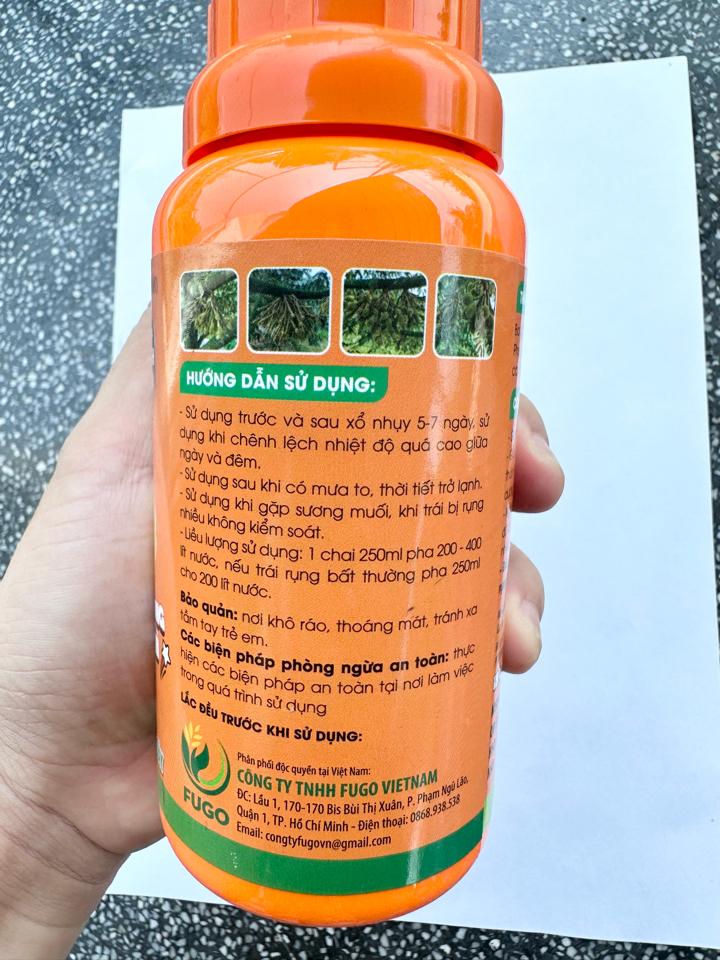 HƯỚNG DẪN SỬ DỤNG:
- Sử dụng trước và sau xổ nhụy 5-7 ngày, sử
dụng khi chênh lệch nhiệt độ quá cao giữa
ngày và đêm.
- Sử dụng sau khi có mưa to, thời tiết trở lạnh.
- Sử dụng khi gặp sương muối, khi trái bị rụng
nhiều không kiểm soát.
- Liều lượng sử dụng: 1 chai 250ml pha 200 - 400
lít nước, nếu trái rụng bất thường pha 250ml
cho 200 lít nước.
Bảo quản: nơi khô ráo, thoáng mát, tránh xa
tầm tay trẻ em.
Các biện pháp phòng ngừa an toàn: thực
hiện các biện pháp an toàn tại nơi làm việc
trong quá trình sử dụng
LẮC ĐỀU TRƯỚC KHI SỬ DỤNG:
FUGO
Phân phối độc quyền tại Việt Nam:
CÔNG TY TNHH FUGO VIETNAM
ĐC: Lầu 1, 170-170 Bis Bùi Thị Xuân, P. Phạm Ngũ Lão,
Quận 1, TP. Hồ Chí Minh - Điện thoại: 0868.938.538
Email: congtyfugovn@gmail.com